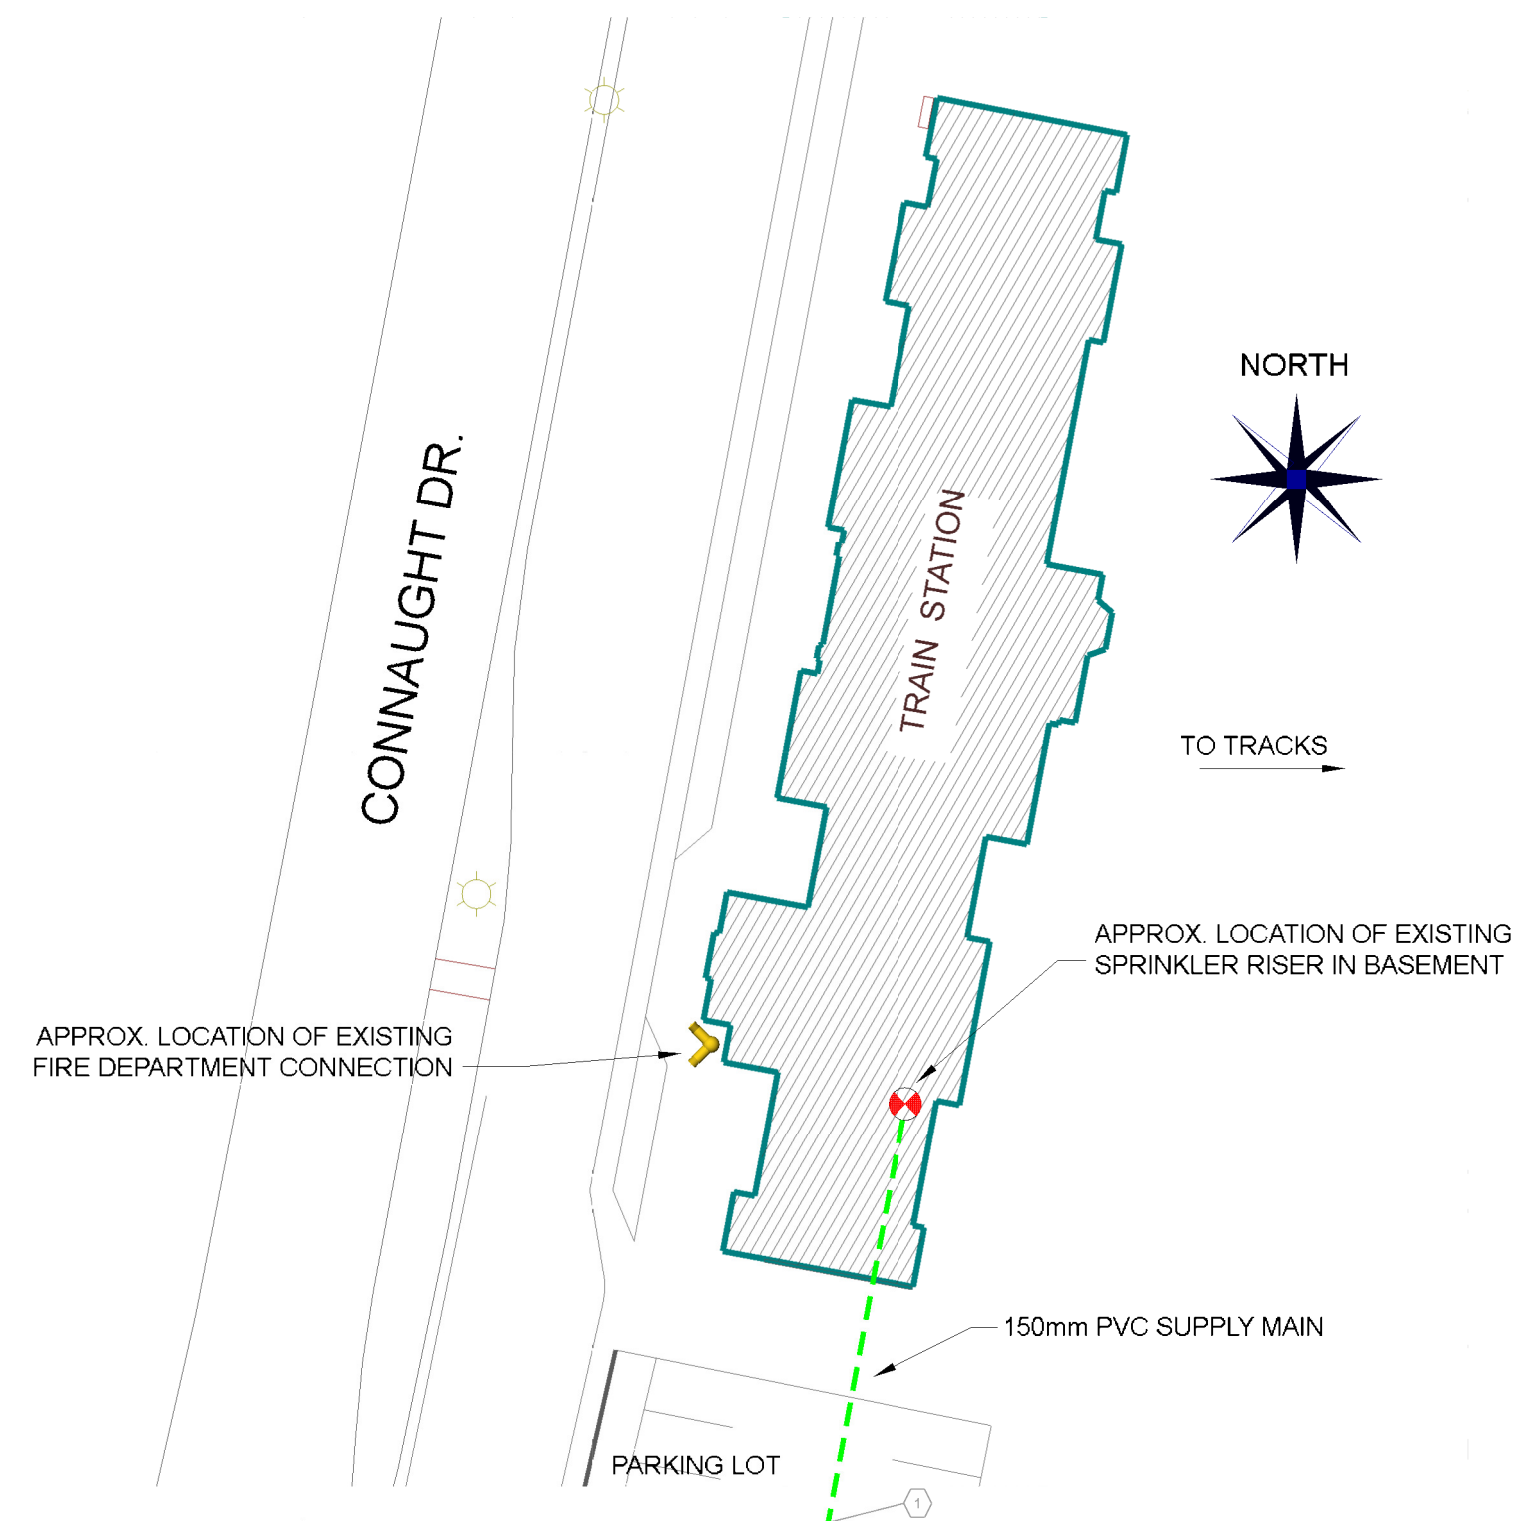 NORTH
CONNAUGHT DR.
TRAIN STATION
TO TRACKS
APPROX. LOCATION OF EXISTING
SPRINKLER RISER IN BASEMENT
APPROX. LOCATION OF EXISTING
FIRE DEPARTMENT CONNECTION
150mm PVC SUPPLY MAIN
PARKING LOT
1